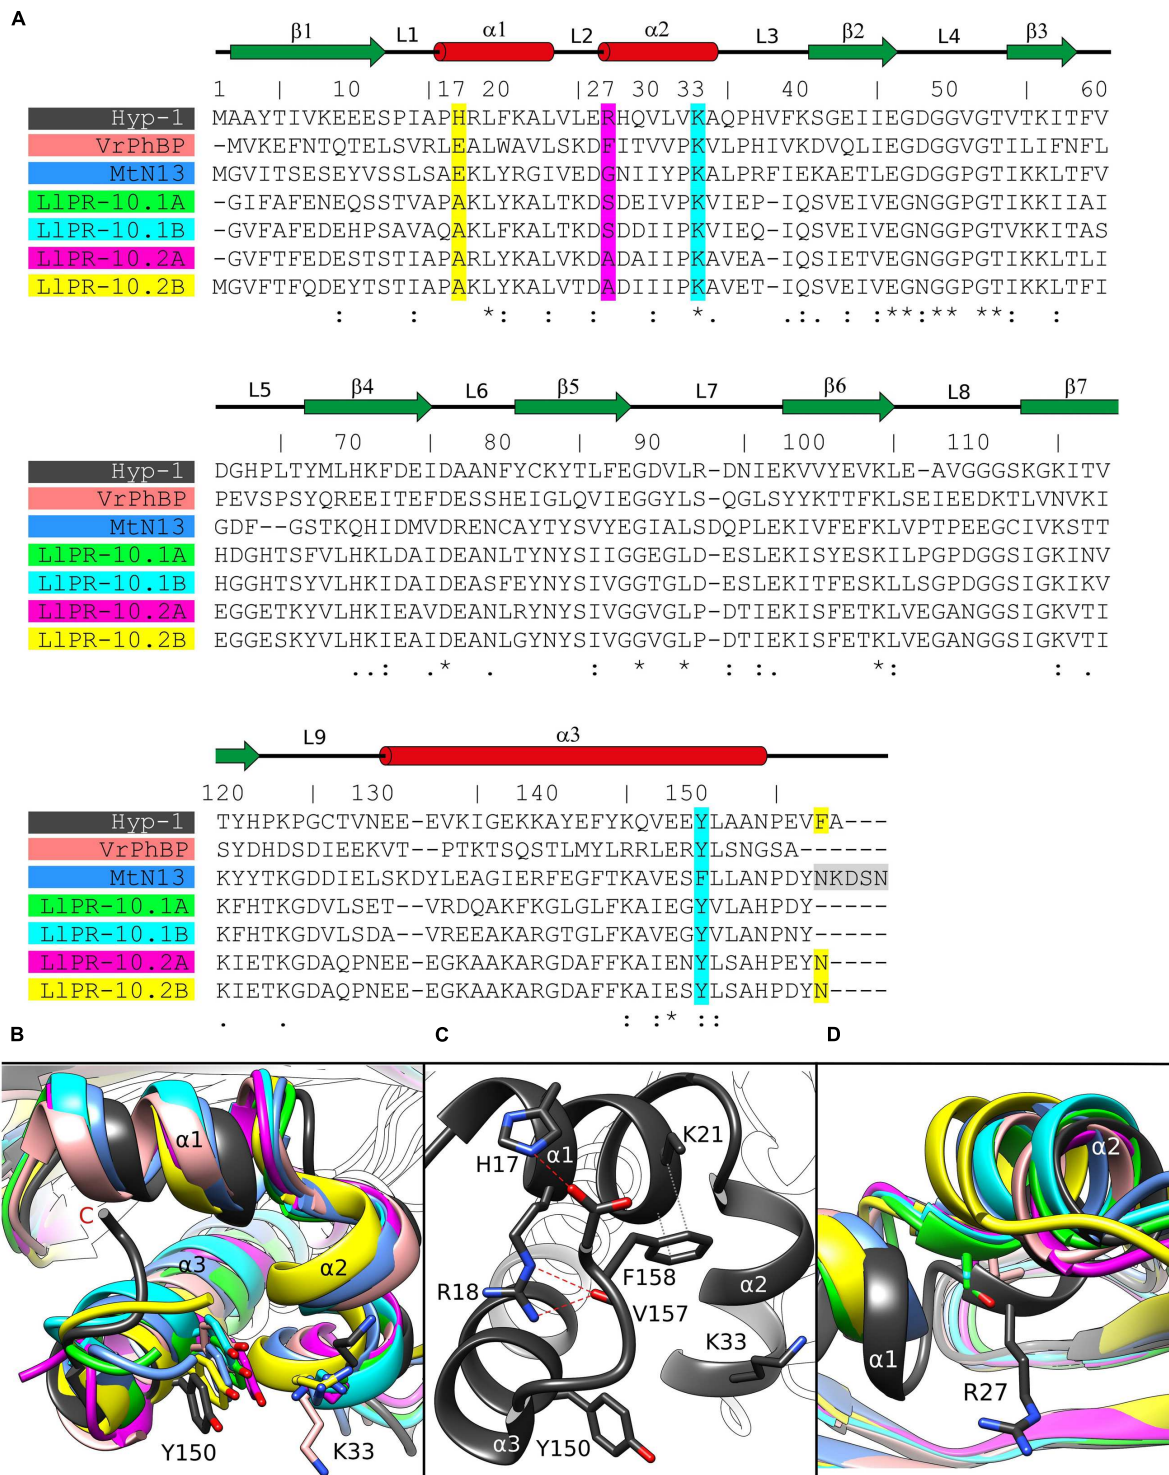 A
β1 L1 α1 L2 α2 L3 β2 L4 β3
1 | 10 |17 20 |27 30 33 | 40 | 50 | 60
Hyp-1 MAAYTIVKEEESPIAPHRLFKALVLERHQVLVKAQPHVFKSGEIIEGDGGVGTVTKITFV
VrPhBP -MVKEFNTQTELSVRLEALWAVLSKDFITVVPKVLPHIVKDVQLIEGDGGVGTILIFNFL
MtN13 MGVITSESEYVSSLSAEKLYRGIVEDGNIIYPKALPRFIEKAETLEGDGGPGTIKKLTFV
LlPR-10.1A -GIFAFENEQSSTVAPAKLYKALTKDSDEIVPKVIEP-IQSVEIVEGNGGPGTIKKIIAI
LlPR-10.1B -GVFAFEDEHPSAVAQAKLFKALTKDSDDIIPKVIEQ-IQSVEIVEGNGGPGTVKKITAS
LlPR-10.2A -GVFTFEDESTSTIAPARLYKALVKDADAIIPKAVEA-IQSIETVEGNGGPGTIKKLTLI
LlPR-10.2B MGVFTFQDEYTSTIAPAKLYKALVTDADIIIPKAVET-IQSVEIVEGNGGPGTIKKLTFI
: : *: : : : *. .:. : :**:** **: :
L5 β4 L6 β5 L7 β6 L8 β7
| 70 | 80 | 90 | 100 | 110 |
Hyp-1 DGHPLTYMLHKFDEIDAANFYCKYTLFEGDVLR-DNIEKVVYEVKLE-AVGGGSKGKITV
VrPhBP PEVSPSYQREEITEFDESSHEIGLQVIEGGYLS-QGLSYYKTTFKLSEIEEDKTLVNVKI
MtN13 GDF--GSTKQHIDMVDRENCAYTYSVYEGIALSDQPLEKIVFEFKLVPTPEEGCIVKSTT
LlPR-10.1A HDGHTSFVLHKLDAIDEANLTYNYSIIGGEGLD-ESLEKISYESKILPGPDGGSIGKINV
LlPR-10.1B HGGHTSYVLHKIDAIDEASFEYNYSIVGGTGLD-ESLEKITFESKLLSGPDGGSIGKIKV
LlPR-10.2A EGGETKYVLHKIEAVDEANLRYNYSIVGGVGLP-DTIEKISFETKLVEGANGGSIGKVTI
LlPR-10.2B EGGESKYVLHKIEAIDEANLGYNYSIVGGVGLP-DTIEKISFETKLVEGANGGSIGKVTI
..: .* . : * * : :. *: : .
L9 α3
120 | 130 | 140 | 150 |
Hyp-1 TYHPKPGCTVNEE-EVKIGEKKAYEFYKQVEEYLAANPEVFA---
VrPhBP SYDHDSDIEEKVT--PTKTSQSTLMYLRRLERYLSNGSA------
MtN13 KYYTKGDDIELSKDYLEAGIERFEGFTKAVESFLLANPDYNKDSN
LlPR-10.1A KFHTKGDVLSET--VRDQAKFKGLGLFKAIEGYVLAHPDY-----
LlPR-10.1B KFHTKGDVLSDA--VREEAKARGTGLFKAVEGYVLANPNY-----
LlPR-10.2A KIETKGDAQPNEE-EGKAAKARGDAFFKAIENYLSAHPEYN----
LlPR-10.2B KIETKGDAQPNEE-EGKAAKARGDAFFKAIESYLSAHPDYN----
. . : :* ::
B
α1
C
α3
α2
Y150
K33
C
H17
α1
K21
R18
F158
V157
α2
K33
α3
Y150
D
α2
α1
R27